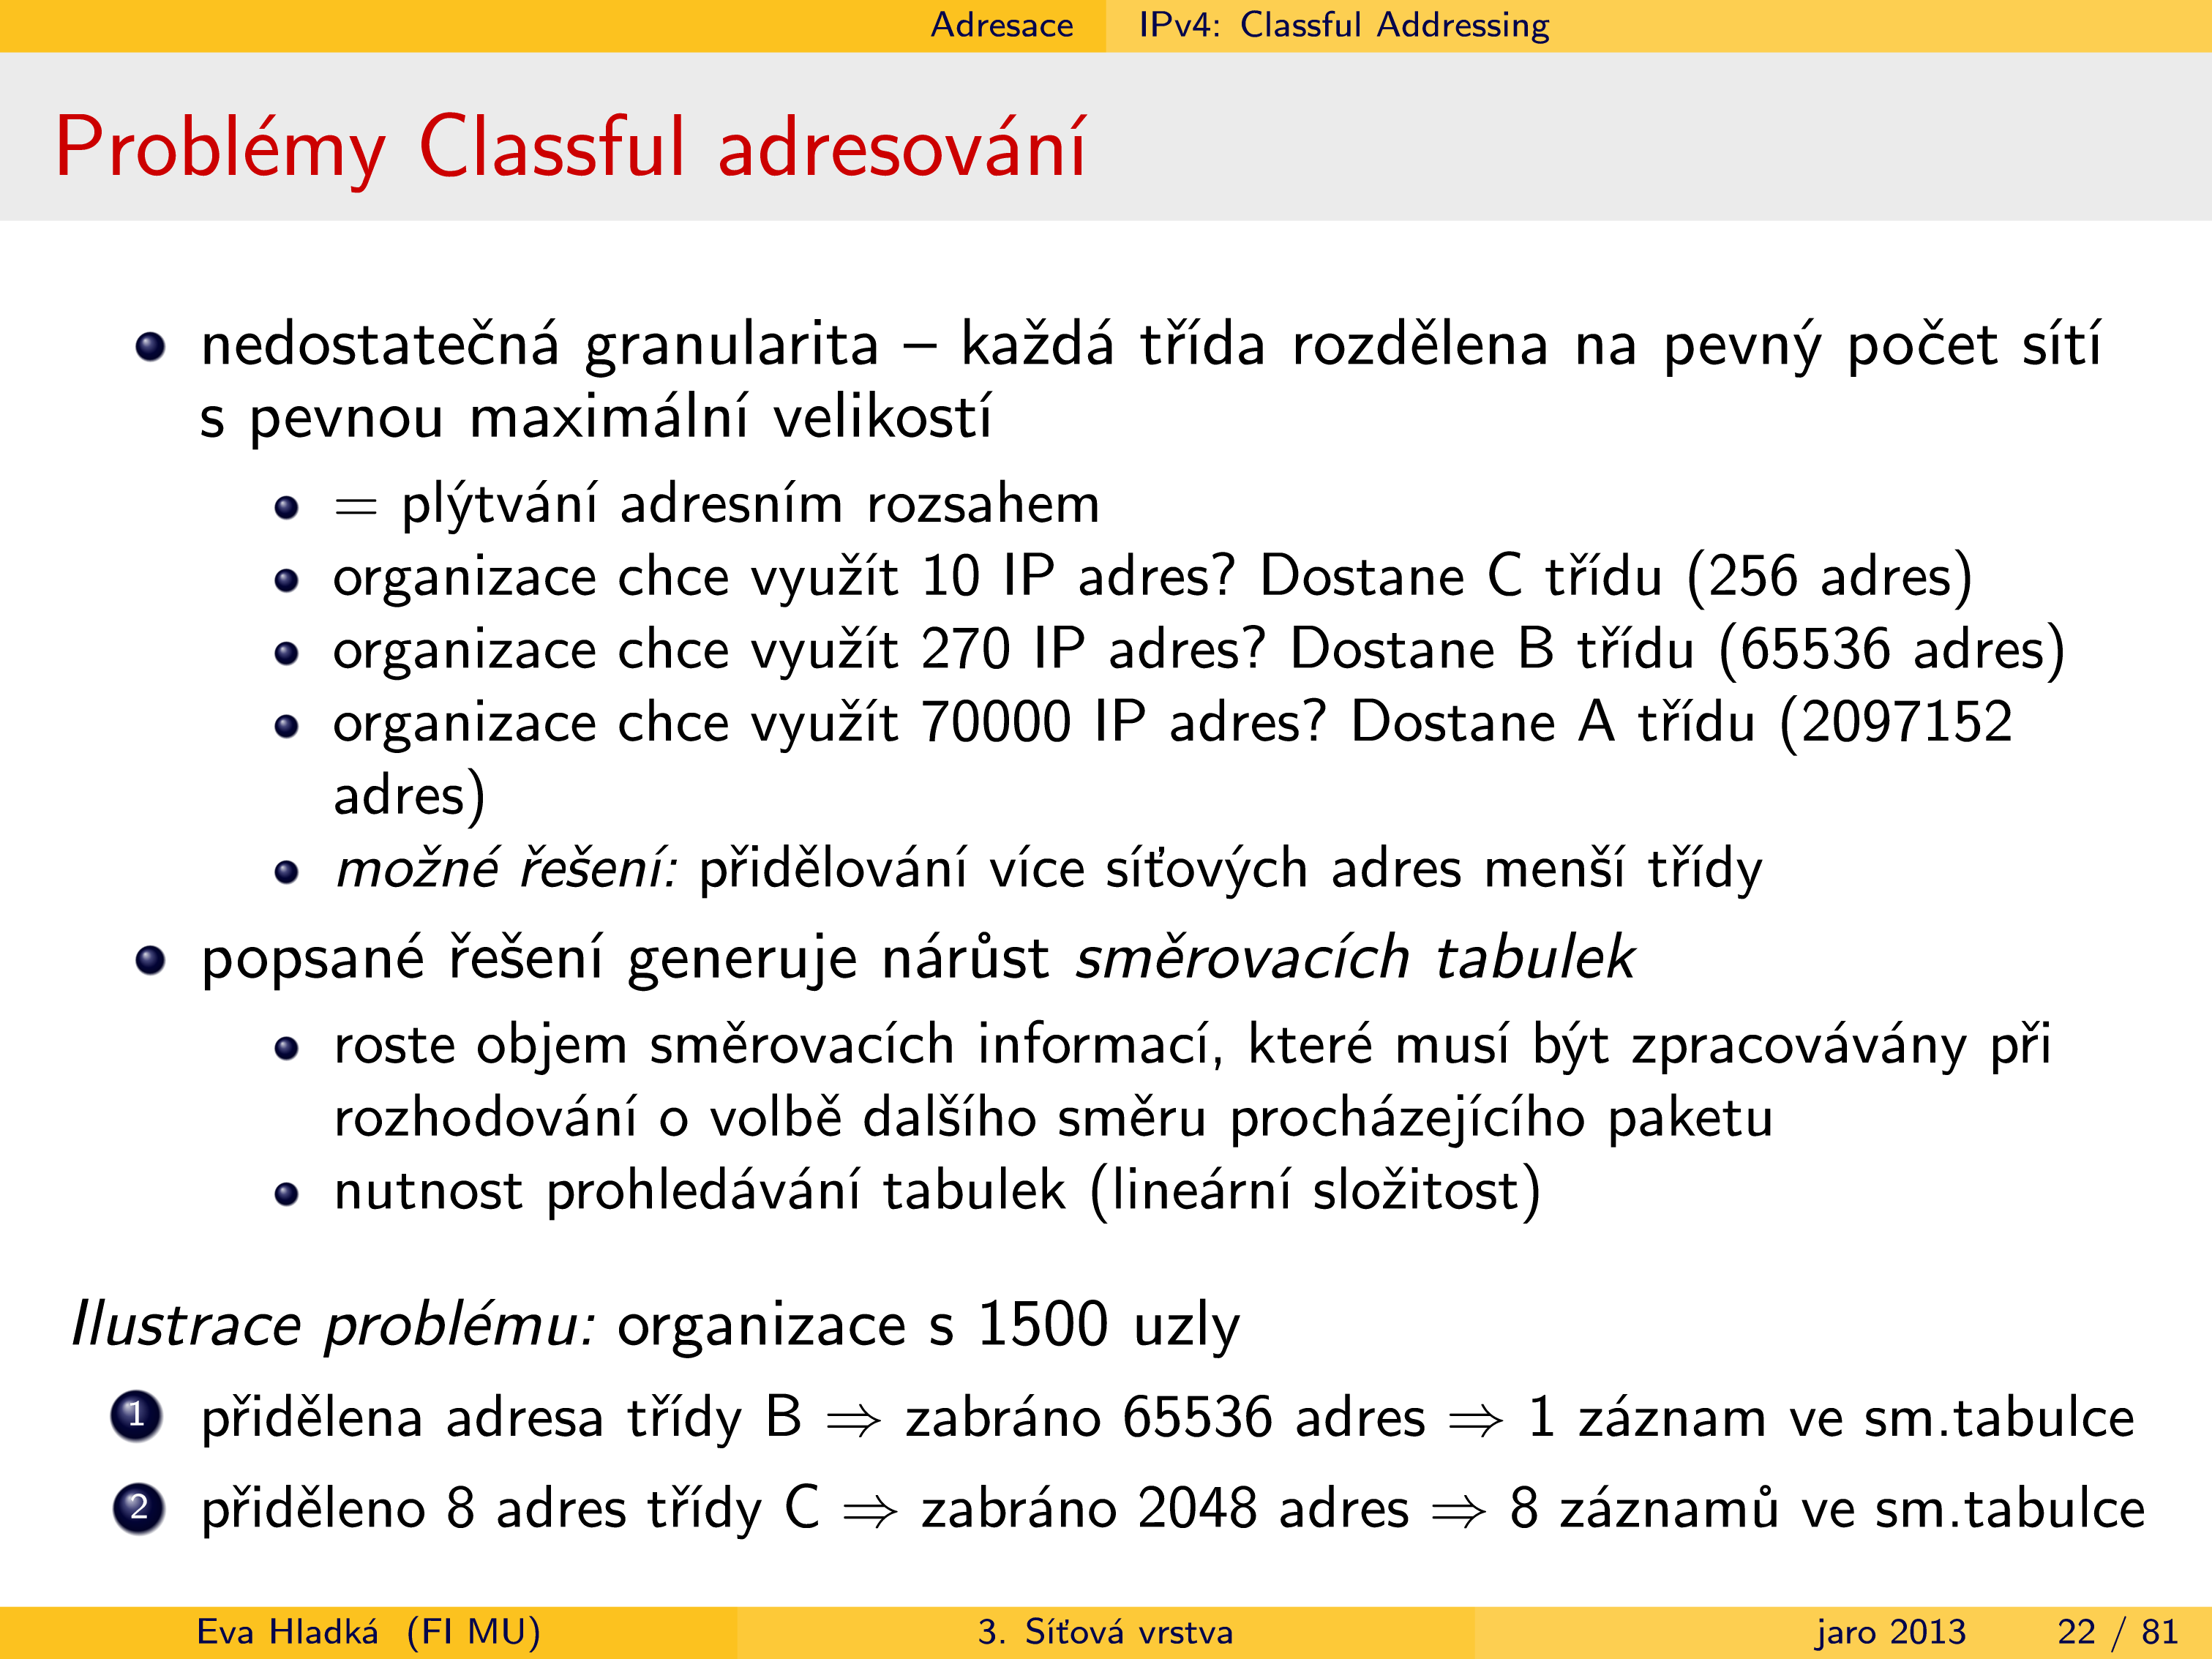 Adresace IPv4: Classful Addressing
Problémy Classful adresování
nedostatečná granularita – každá třída rozdělena na pevný počet sítí
s pevnou maximální velikostí
= plýtvání adresním rozsahem
organizace chce využít 10 IP adres? Dostane C třídu (256 adres)
organizace chce využít 270 IP adres? Dostane B třídu (65536 adres)
organizace chce využít 70000 IP adres? Dostane A třídu (2097152
adres)
možné řešení: přidělování více síťových adres menší třídy
popsané řešení generuje nárůst směrovacích tabulek
roste objem směrovacích informací, které musí být zpracovávány při
rozhodování o volbě dalšího směru procházejícího paketu
nutnost prohledávání tabulek (lineární složitost)
Ilustrace problému: organizace s 1500 uzly
1 přidělena adresa třídy B ⇒ zabráno 65536 adres ⇒ 1 záznam ve sm.tabulce
2 přiděleno 8 adres třídy C ⇒ zabráno 2048 adres ⇒ 8 záznamů ve sm.tabulce
Eva Hladká (FI MU) 3. Síťová vrstva jaro 2013 22 / 81